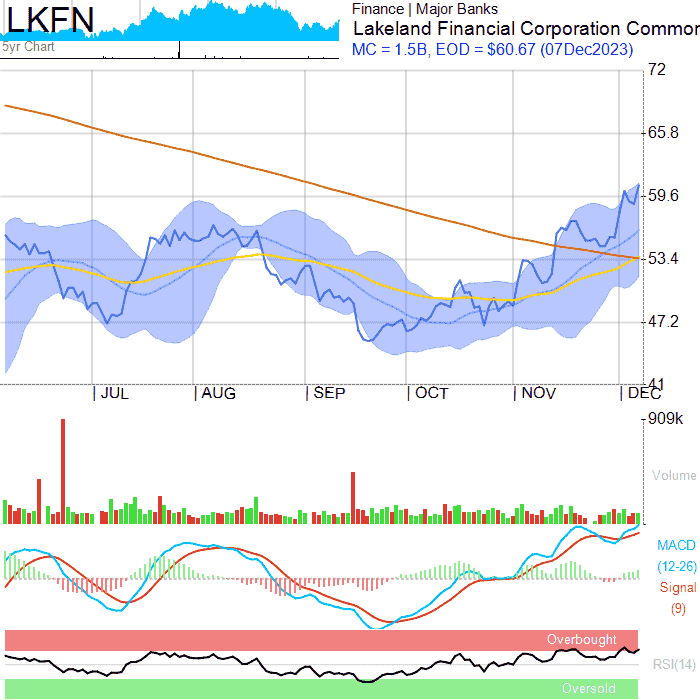 LKFN
5yr Chart
Finance | Major Banks
Lakeland Financial Corporation Common
MC = 1.5B, EOD = $60.67 (07Dec2023)
72
65.8
59.6
53.4
47.2
41
JUL AUG SEP OCT NOV DEC
909k
Volume
MACD
(12-26)
Signal
(9)
Overbought
RSI(14)
Oversold